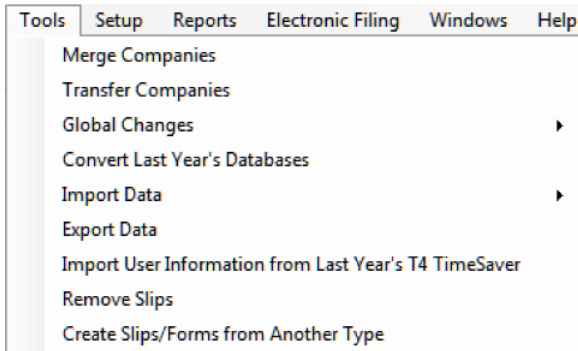 Tools Setup Reports Electronic Filing Windows Help
Merge Companies
Transfer Companies
Global Changes
Convert Last Year's Databases
Import Data
Export Data
Import User Information from Last Year's T4 TimeSaver
Remove Slips
Create Slips/Forms from Another Type